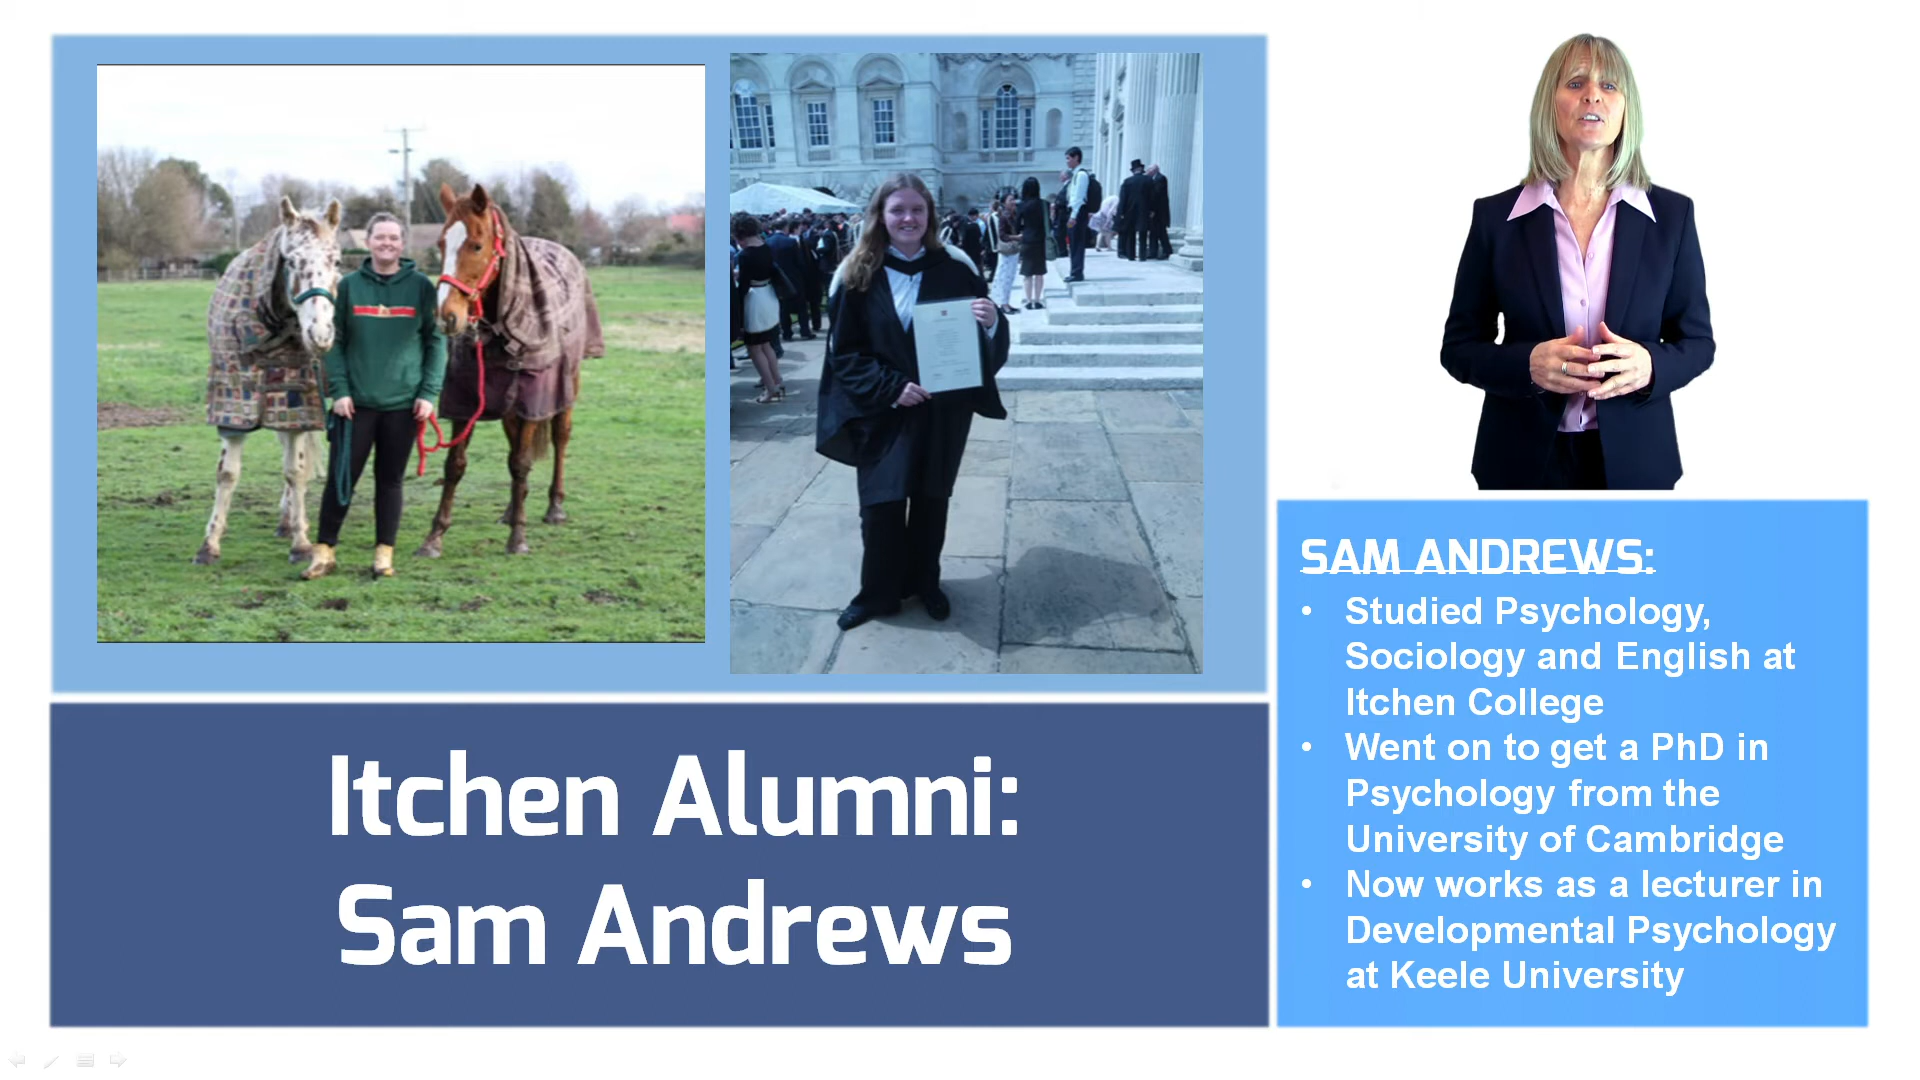 Itchen Alumni:
Sam Andrews
SAM ANDREWS:
• Studied Psychology,
Sociology and English at
Itchen College
• Went on to get a PhD in
Psychology from the
University of Cambridge
• Now works as a lecturer in
Developmental Psychology
at Keele University